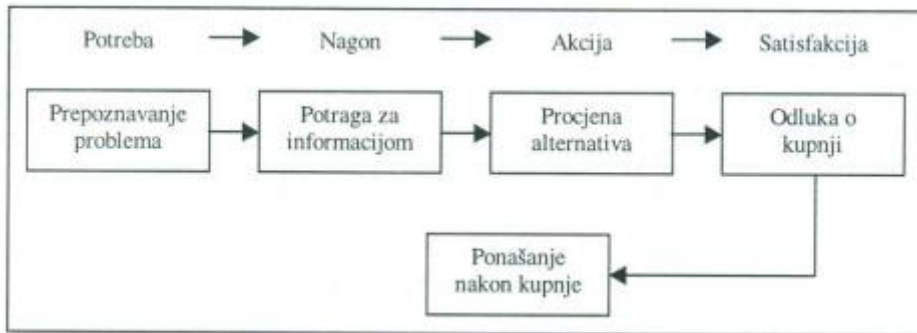 Potreba → Nagon → Akcija → Satisfakcija
Prepoznavanje
problema
Potraga za
informacijom
Procjena
alternativa
Odluka o
kupnji
Ponašanje
nakon kupnje